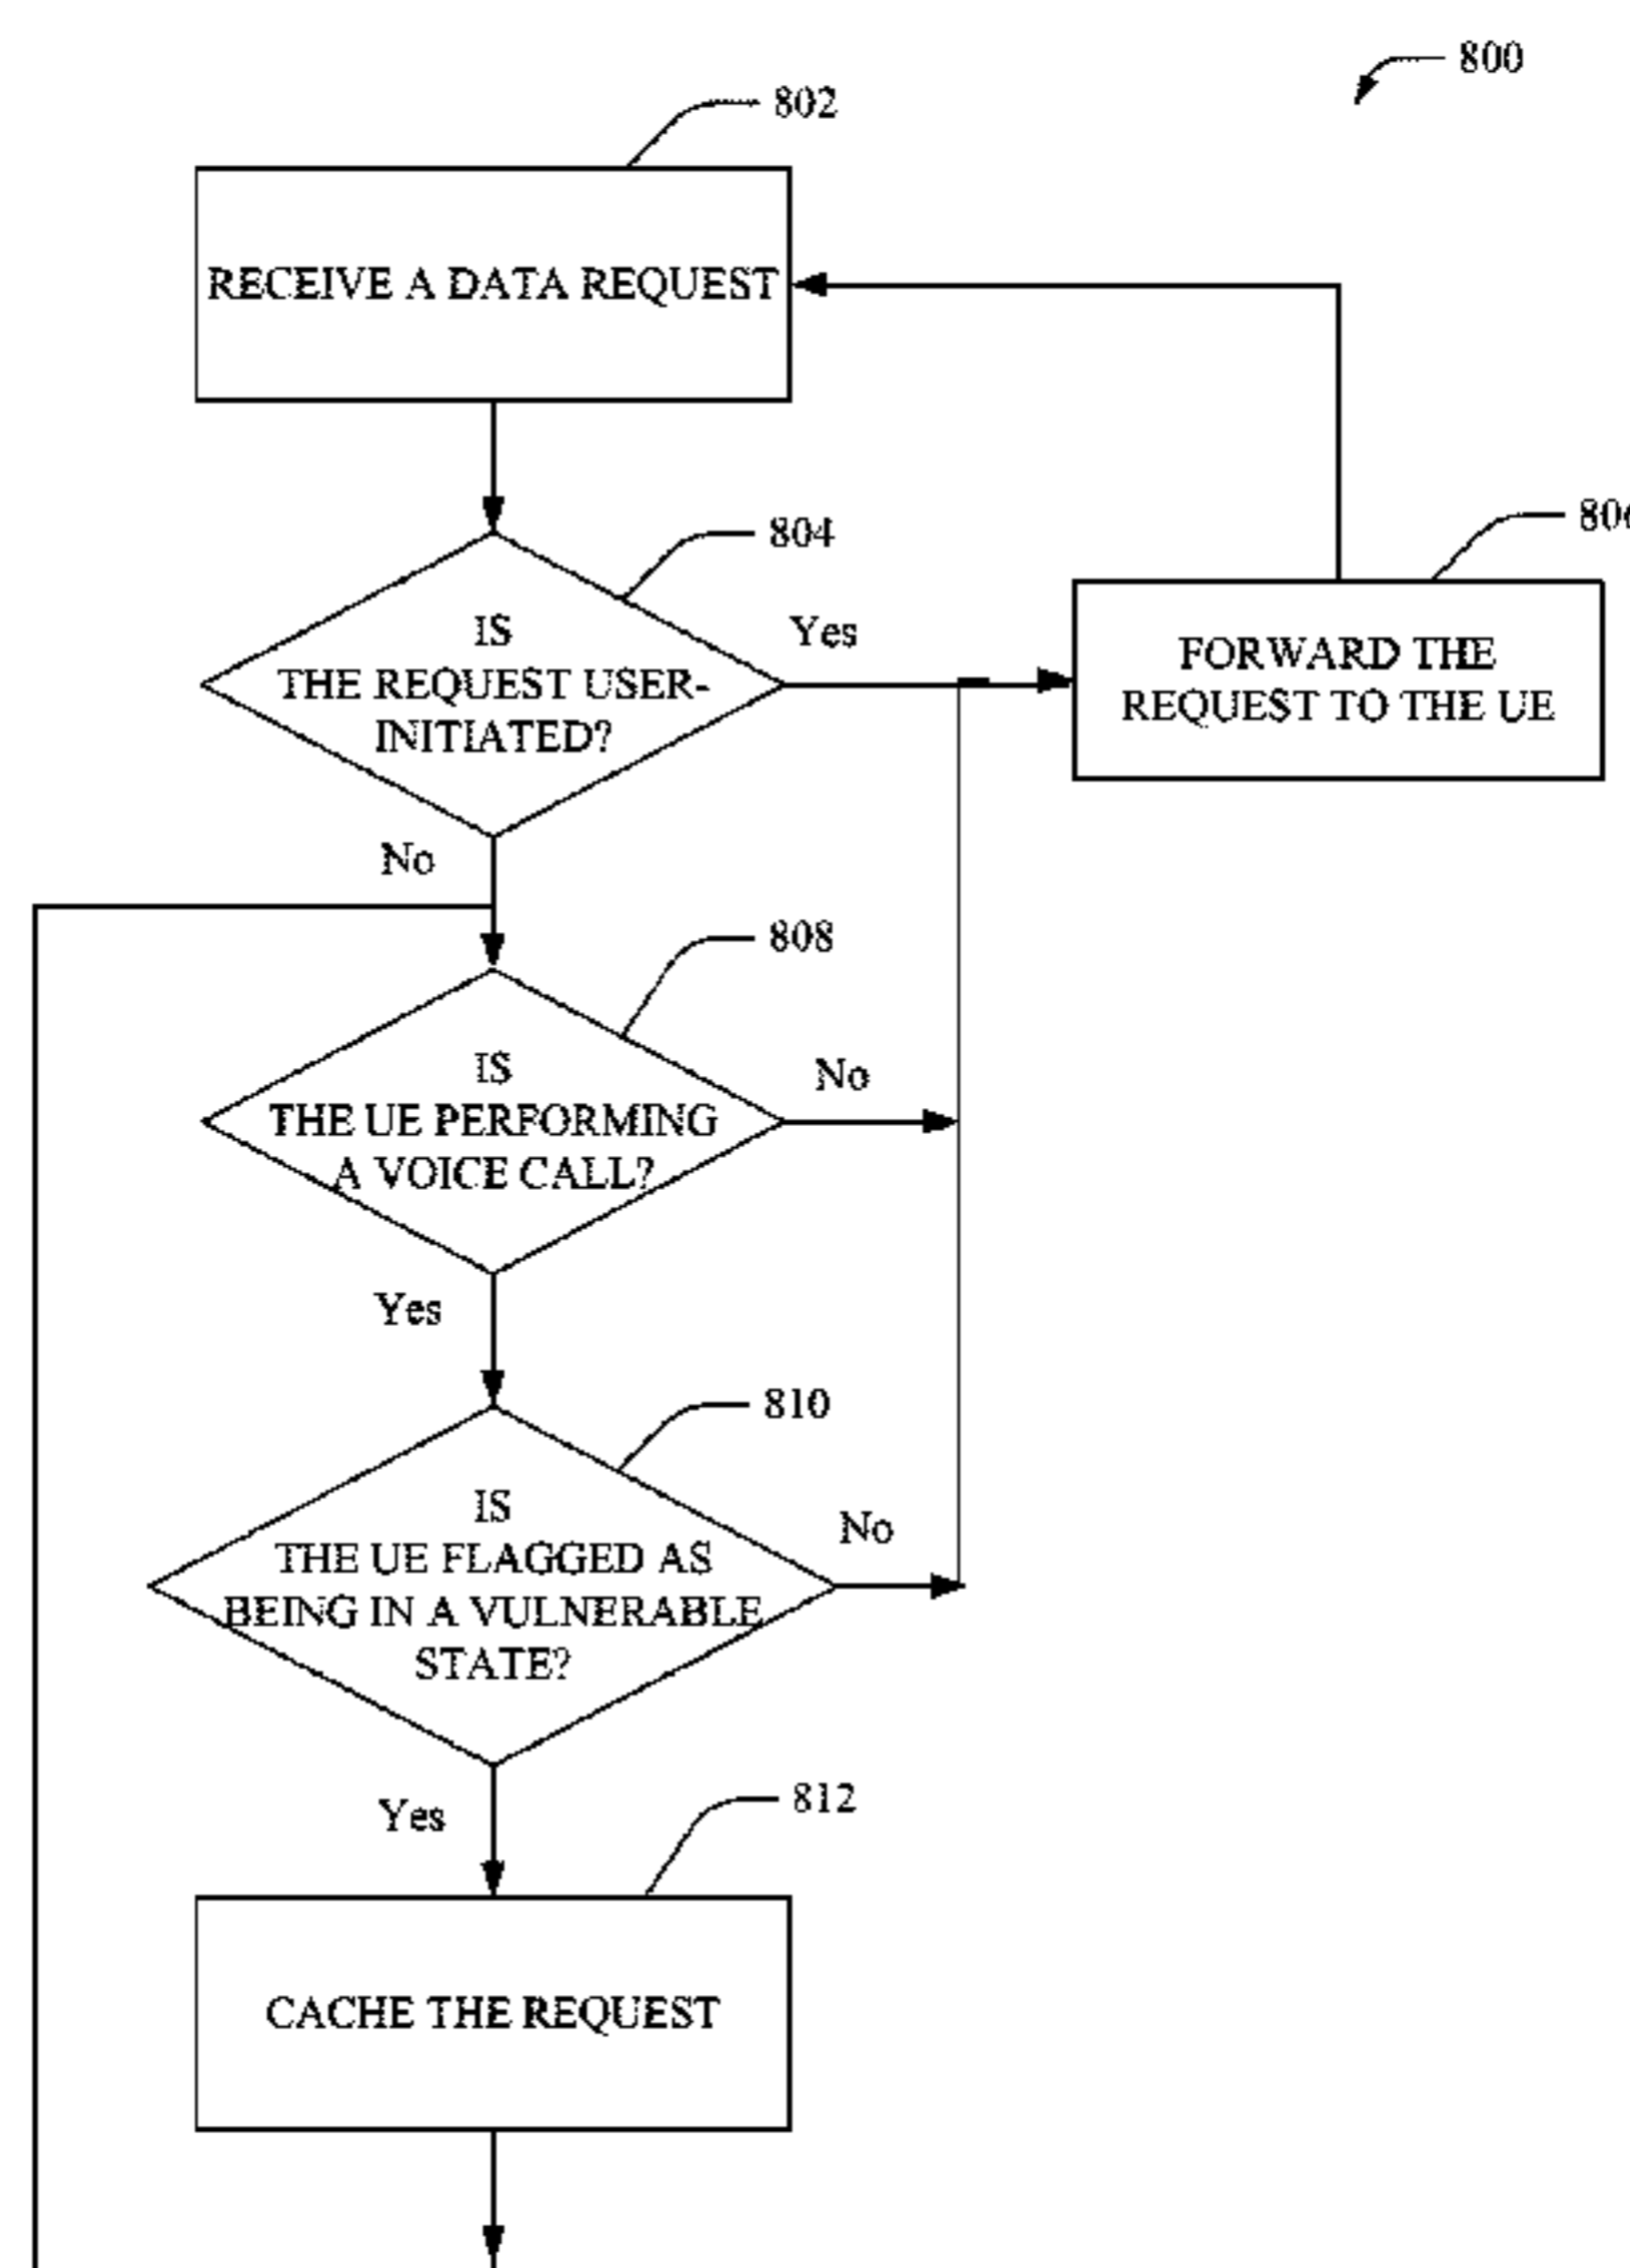 800
802
RECEIVE A DATA REQUEST
804
IS
THE REQUEST USER-
INITIATED?
Yes
FORWARD THE
REQUEST TO THE UE
No
808
IS
THE UE PERFORMING
A VOICE CALL?
No
Yes
810
IS
THE UE FLAGGED AS
BEING IN A VULNERABLE
STATE?
No
Yes
812
CACHE THE REQUEST